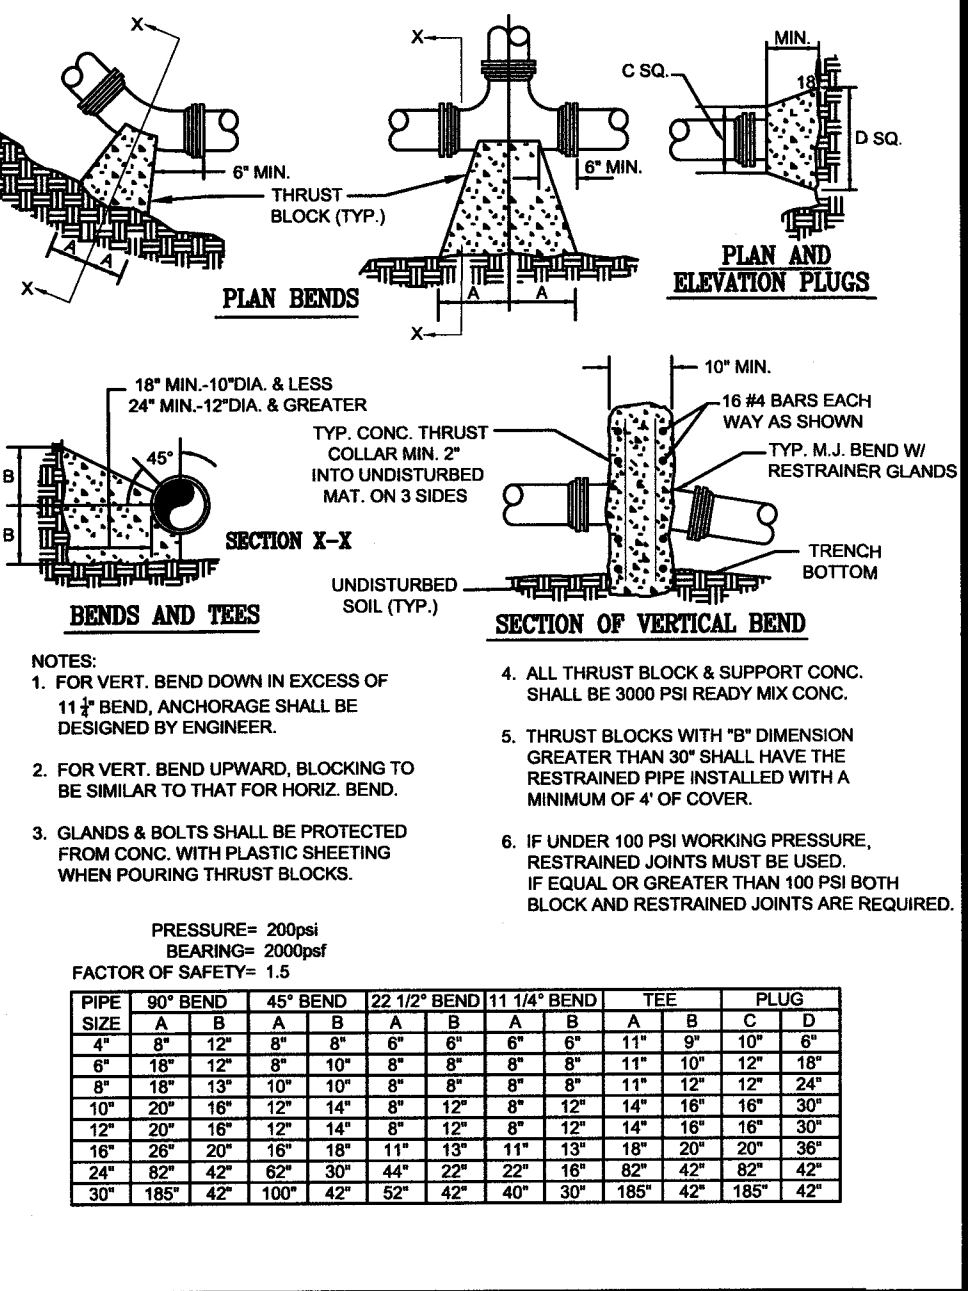 X
X
MIN.
C SQ.
18"
D SQ.
6" MIN.
6" MIN.
THRUST
BLOCK (TYP.)
A
A
X
A
A
X
PLAN BENDS
PLAN AND
ELEVATION PLUGS
18" MIN.-10"DIA. & LESS
24" MIN.-12"DIA. & GREATER
45°
B
B
SECTION X-X
BENDS AND TEES
10" MIN.
16 #4 BARS EACH
WAY AS SHOWN
TYP. CONC. THRUST
COLLAR MIN. 2"
INTO UNDISTURBED
MAT. ON 3 SIDES
TYP. M.J. BEND W/
RESTRAINER GLANDS
TRENCH
BOTTOM
UNDISTURBED
SOIL (TYP.)
SECTION OF VERTICAL BEND
NOTES:
1. FOR VERT. BEND DOWN IN EXCESS OF
11 1/4" BEND, ANCHORAGE SHALL BE
DESIGNED BY ENGINEER.
2. FOR VERT. BEND UPWARD, BLOCKING TO
BE SIMILAR TO THAT FOR HORIZ. BEND.
3. GLANDS & BOLTS SHALL BE PROTECTED
FROM CONC. WITH PLASTIC SHEETING
WHEN POURING THRUST BLOCKS.
4. ALL THRUST BLOCK & SUPPORT CONC.
SHALL BE 3000 PSI READY MIX CONC.
5. THRUST BLOCKS WITH "B" DIMENSION
GREATER THAN 30" SHALL HAVE THE
RESTRAINED PIPE INSTALLED WITH A
MINIMUM OF 4' OF COVER.
6. IF UNDER 100 PSI WORKING PRESSURE,
RESTRAINED JOINTS MUST BE USED.
IF EQUAL OR GREATER THAN 100 PSI BOTH
BLOCK AND RESTRAINED JOINTS ARE REQUIRED.
PRESSURE= 200psi
BEARING= 2000psf
FACTOR OF SAFETY= 1.5
PIPE 90° BEND 45° BEND 22 1/2° BEND 11 1/4° BEND TEE PLUG
SIZE A B A B A B A B A B C D
4" 8" 12" 8" 8" 6" 6" 6" 6" 11" 9" 10" 6"
6" 18" 12" 8" 10" 8" 8" 8" 8" 11" 10" 12" 18"
8" 18" 13" 10" 10" 8" 8" 8" 8" 11" 12" 12" 24"
10" 20" 16" 12" 14" 8" 12" 8" 12" 14" 16" 16" 30"
12" 20" 16" 12" 14" 8" 12" 8" 12" 14" 16" 16" 30"
16" 26" 20" 16" 18" 11" 13" 11" 13" 18" 20" 20" 36"
24" 82" 42" 62" 30" 44" 22" 22" 16" 82" 42" 82" 42"
30" 185" 42" 100" 42" 52" 42" 40" 30" 185" 42" 185" 42"